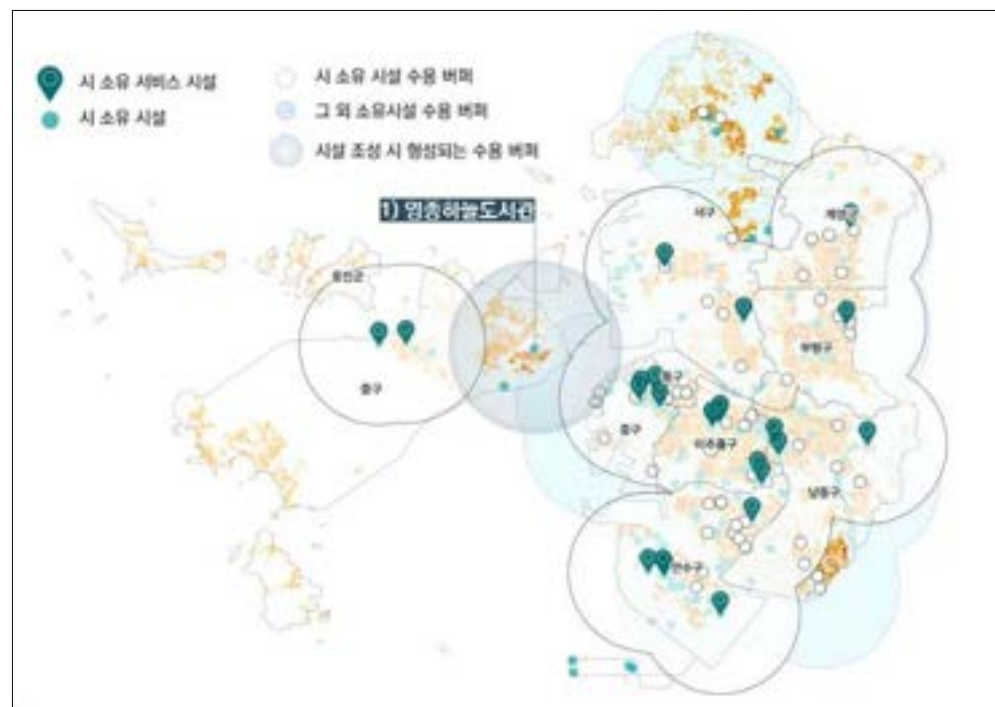 시 소유 서비스 시설
시 소유 시설
시 소유 시설 수용 버퍼
그 외 소유시설 수용 버퍼
시설 조성 시 형성되는 수용 버퍼
1) 영종하늘도서관
서구
계양구
옹진군
부평구
중구
동구
중구
미추홀구
남동구
연수구